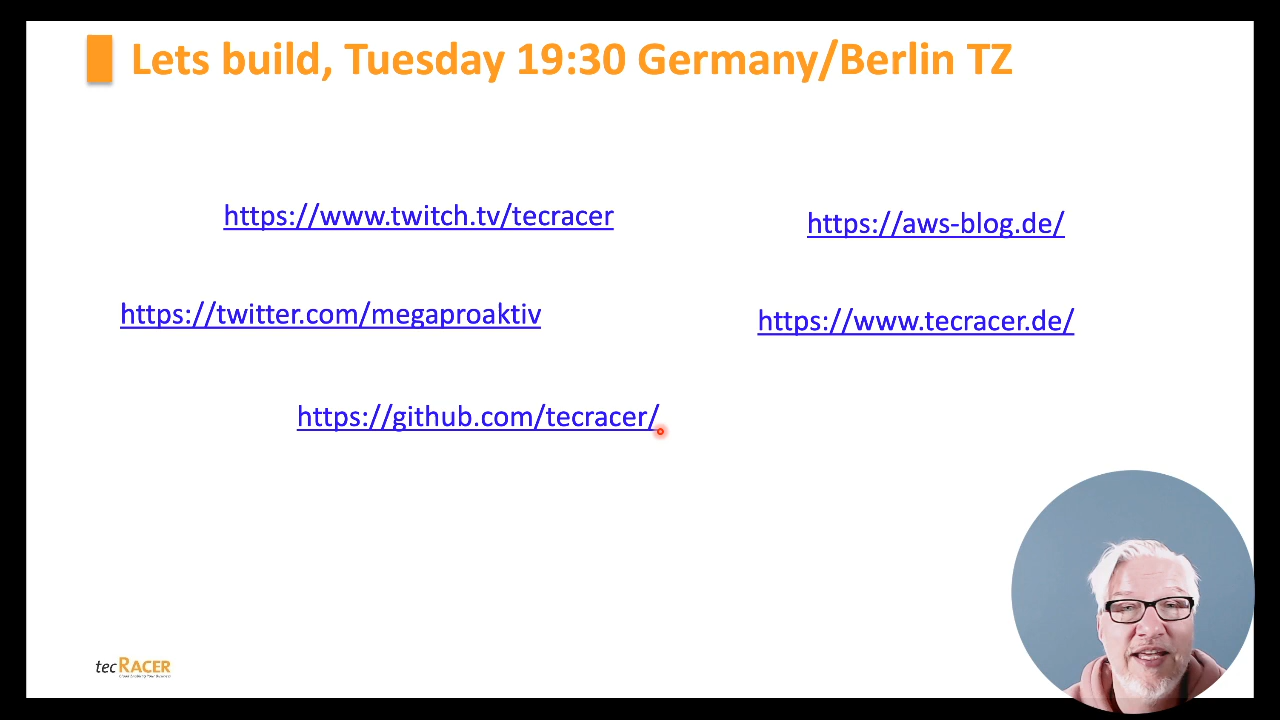 Lets build, Tuesday 19:30 Germany/Berlin TZ
https://www.twitch.tv/tecracer
https://aws-blog.de/
https://twitter.com/megaproaktiv
https://www.tecracer.de/
https://github.com/tecracer/
tecRACER